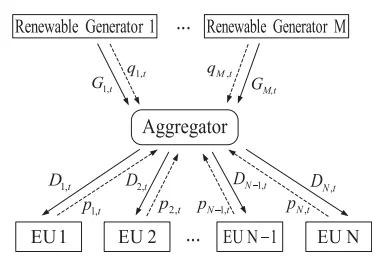 Renewable Generator 1 ... Renewable Generator M
q1,t qM,t
G1,t GM,t
Aggregator
D1,t D2,t DN−1,t DN,t
p1,t p2,t pN−1,t pN,t
EU 1 EU 2 ... EU N−1 EU N